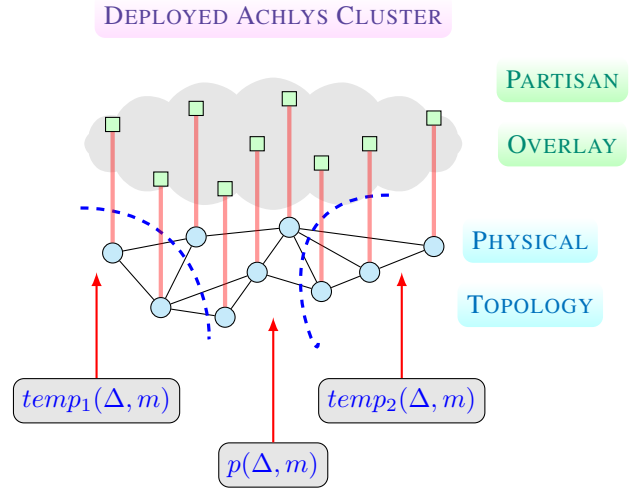 DEPLOYED ACHLYS CLUSTER
PARTISAN
OVERLAY
PHYSICAL
TOPOLOGY
temp₁(Δ, m)
temp₂(Δ, m)
p(Δ, m)